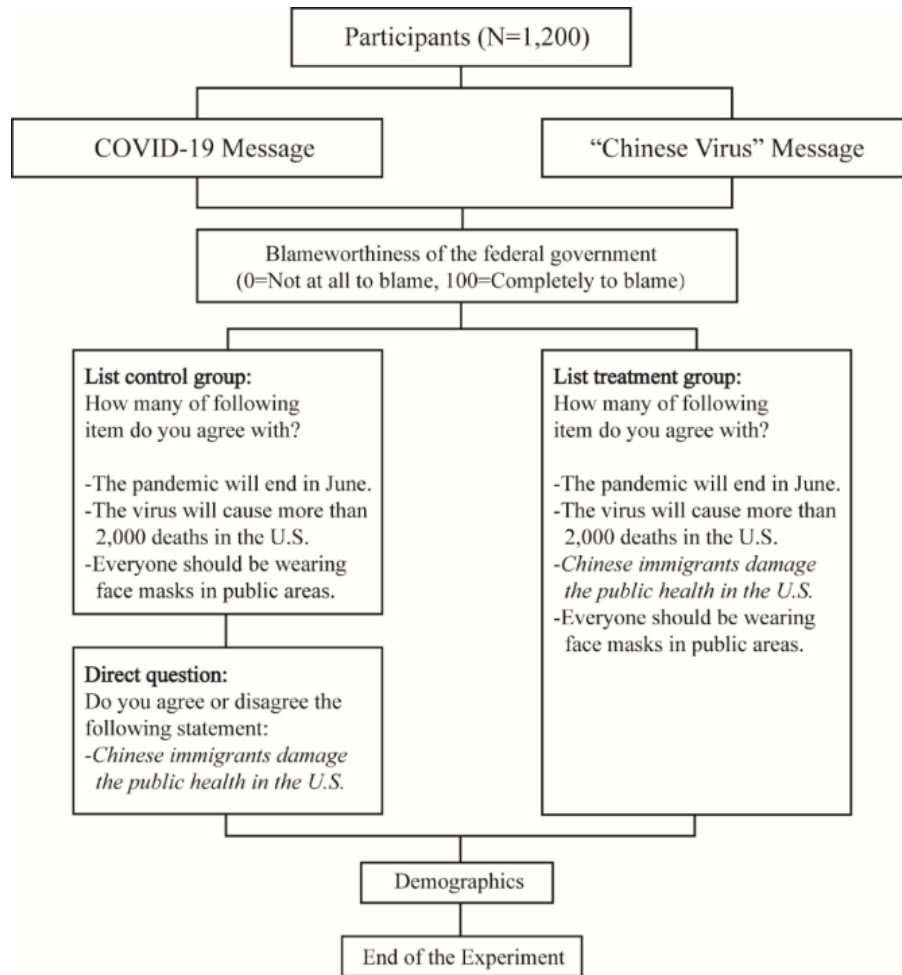 Participants (N=1,200)
COVID-19 Message
“Chinese Virus” Message
Blameworthiness of the federal government
(0=Not at all to blame, 100=Completely to blame)
List control group:
How many of following
item do you agree with?
-The pandemic will end in June.
-The virus will cause more than
2,000 deaths in the U.S.
-Everyone should be wearing
face masks in public areas.
Direct question:
Do you agree or disagree the
following statement:
-Chinese immigrants damage
the public health in the U.S.
List treatment group:
How many of following
item do you agree with?
-The pandemic will end in June.
-The virus will cause more than
2,000 deaths in the U.S.
-Chinese immigrants damage
the public health in the U.S.
-Everyone should be wearing
face masks in public areas.
Demographics
End of the Experiment